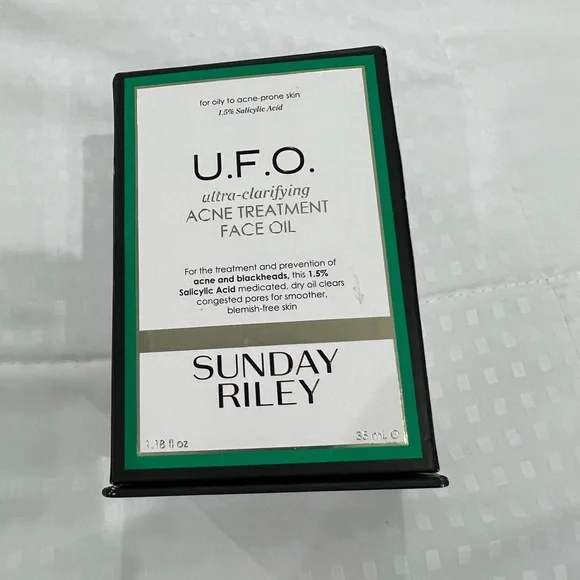 for oily to acne-prone skin
1.5% Salicylic Acid
U.F.O.
ultra-clarifying
ACNE TREATMENT
FACE OIL
For the treatment and prevention of
acne and blackheads, this 1.5%
Salicylic Acid medicated, dry oil clears
congested pores for smoother,
blemish-free skin
SUNDAY
RILEY
1.18 fl oz 35 mL ℮